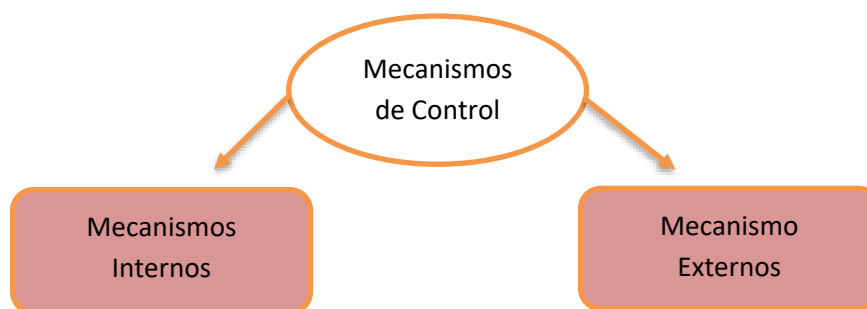 Mecanismos
de Control
Mecanismos
Internos
Mecanismo
Externos